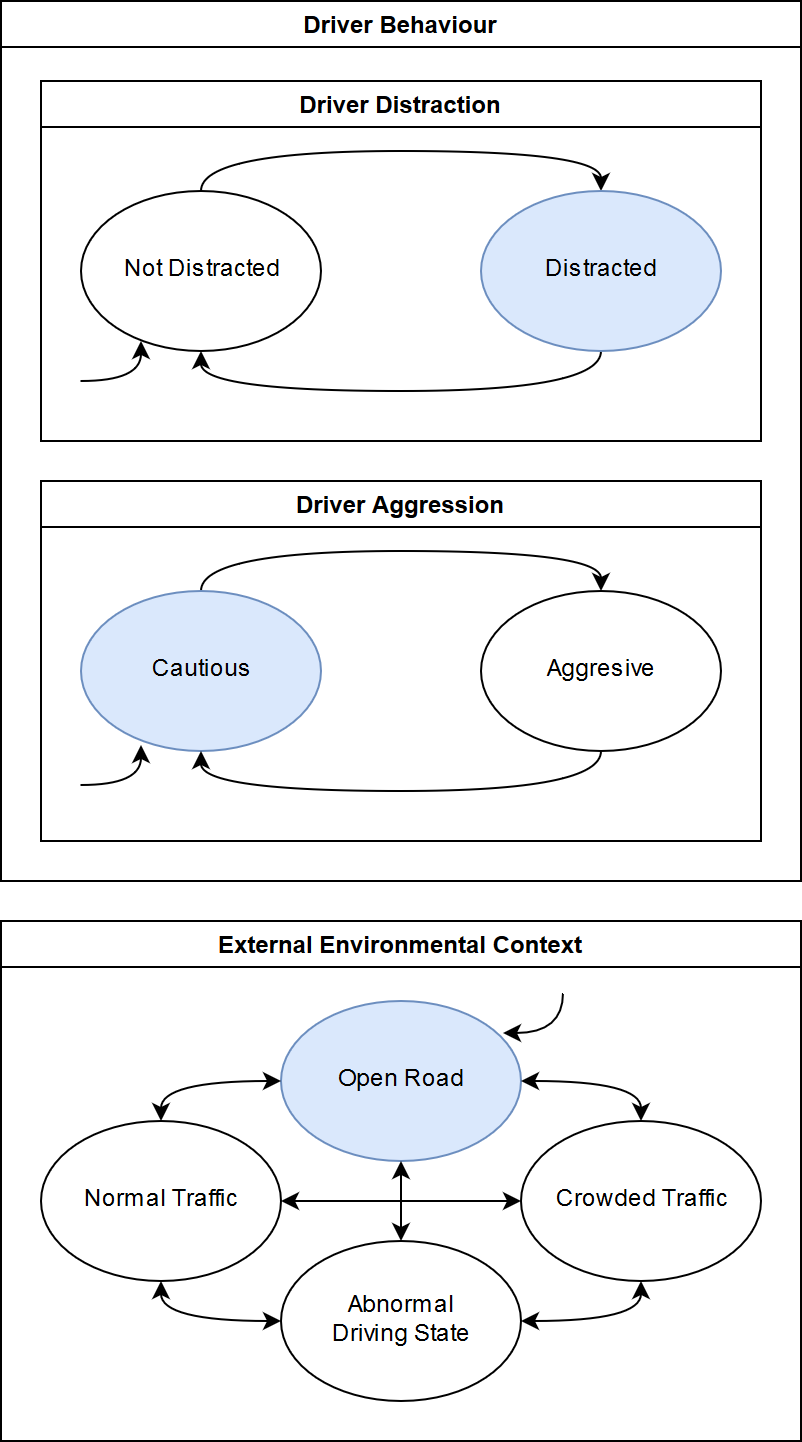 Driver Behaviour
Driver Distraction
Not Distracted
Distracted
Driver Aggression
Cautious
Aggresive
External Environmental Context
Open Road
Normal Traffic
Crowded Traffic
Abnormal
Driving State